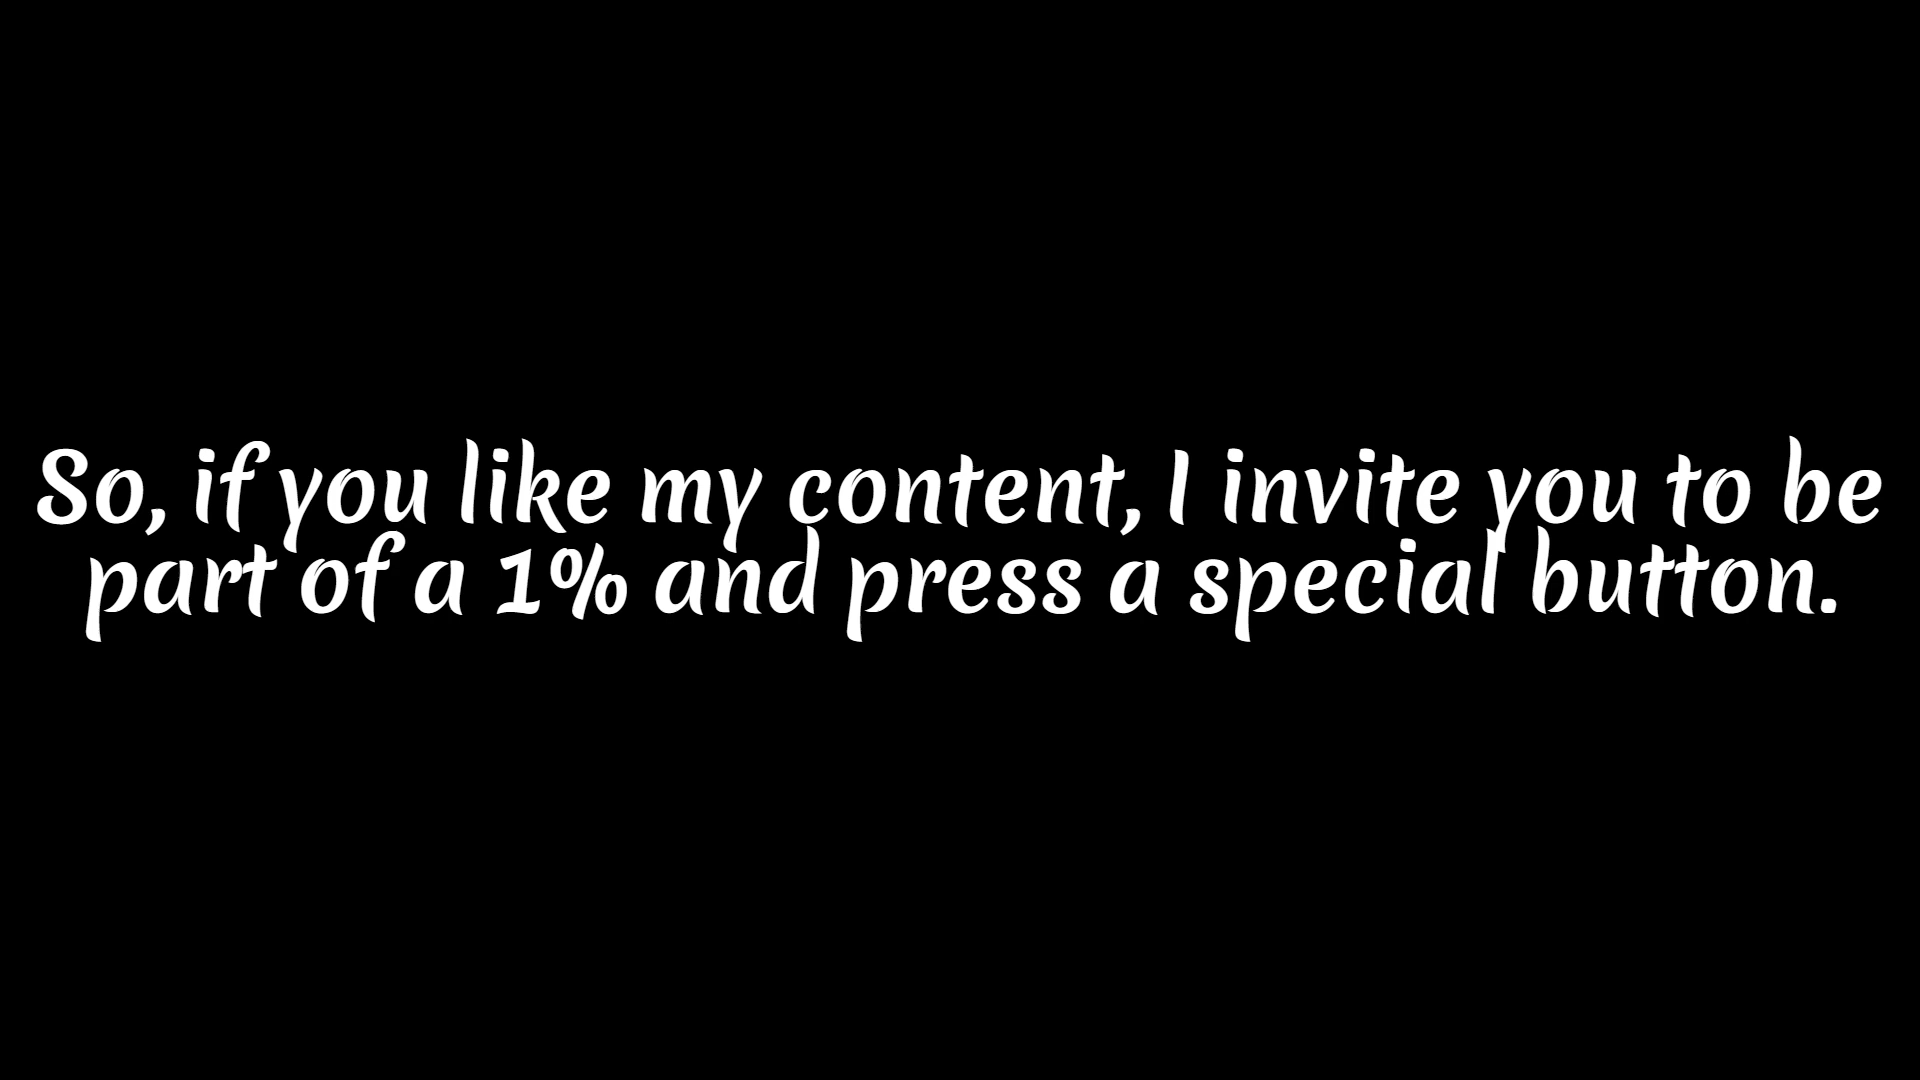 So, if you like my content, I invite you to be
part of a 1% and press a special button.